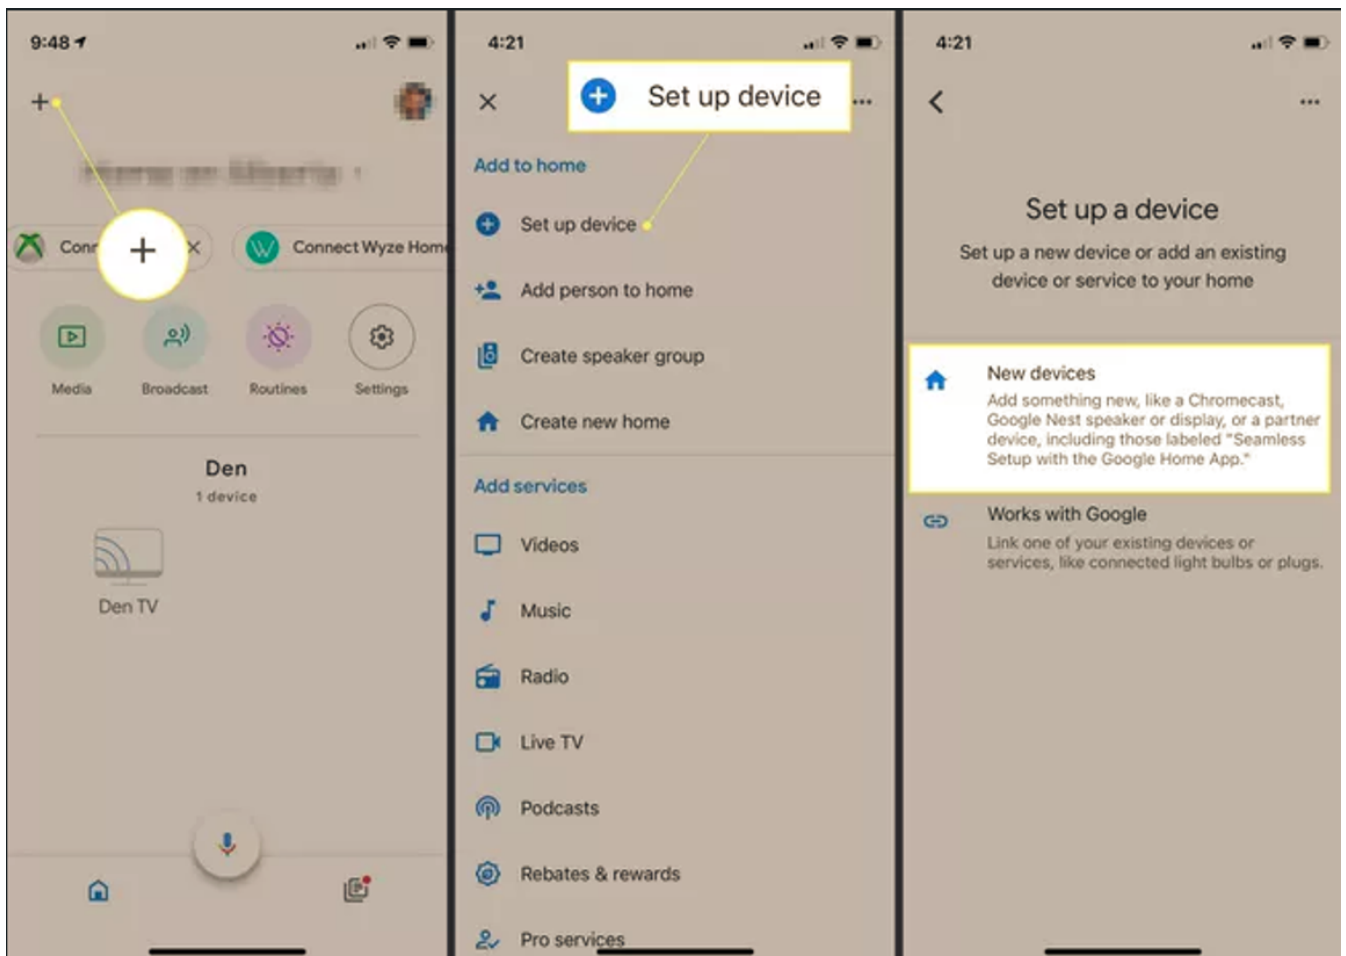 9:48
Conn
Connect Wyze Home
Media
Broadcast
Routines
Settings
Den
1 device
Den TV
4:21
Set up device
Add to home
Set up device
Add person to home
Create speaker group
Create new home
Add services
Videos
Music
Radio
Live TV
Podcasts
Rebates & rewards
Pro services
4:21
Set up a device
Set up a new device or add an existing
device or service to your home
New devices
Add something new, like a Chromecast,
Google Nest speaker or display, or a partner
device, including those labeled "Seamless
Setup with the Google Home App."
Works with Google
Link one of your existing devices or
services, like connected light bulbs or plugs.